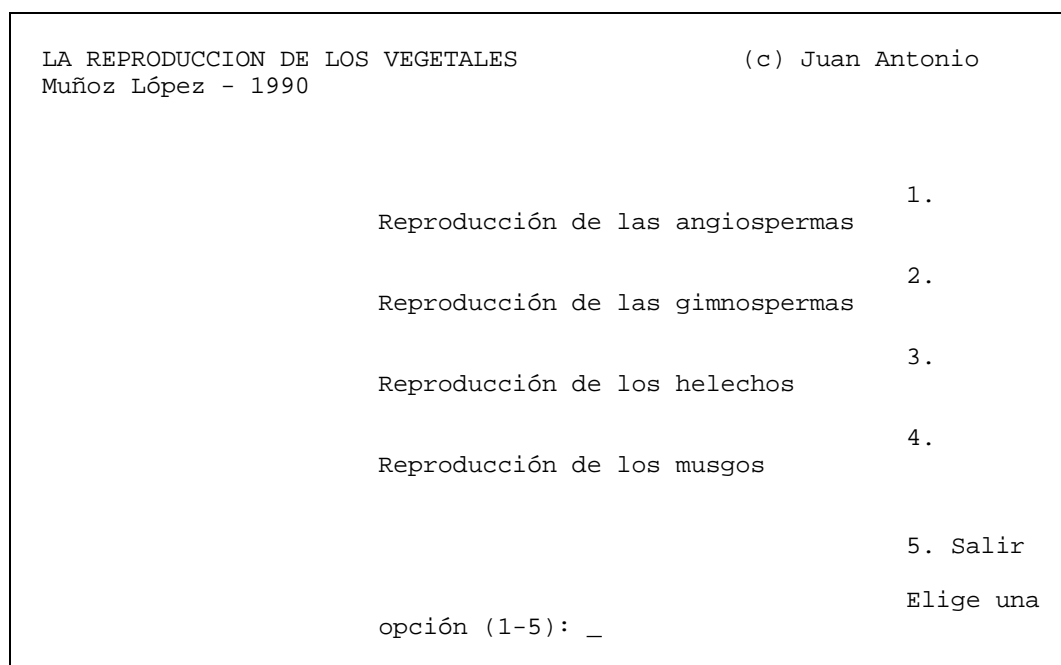 LA REPRODUCCION DE LOS VEGETALES (c) Juan Antonio
Muñoz López - 1990
1.
Reproducción de las angiospermas
2.
Reproducción de las gimnospermas
3.
Reproducción de los helechos
4.
Reproducción de los musgos
5. Salir
Elige una
opción (1-5): _